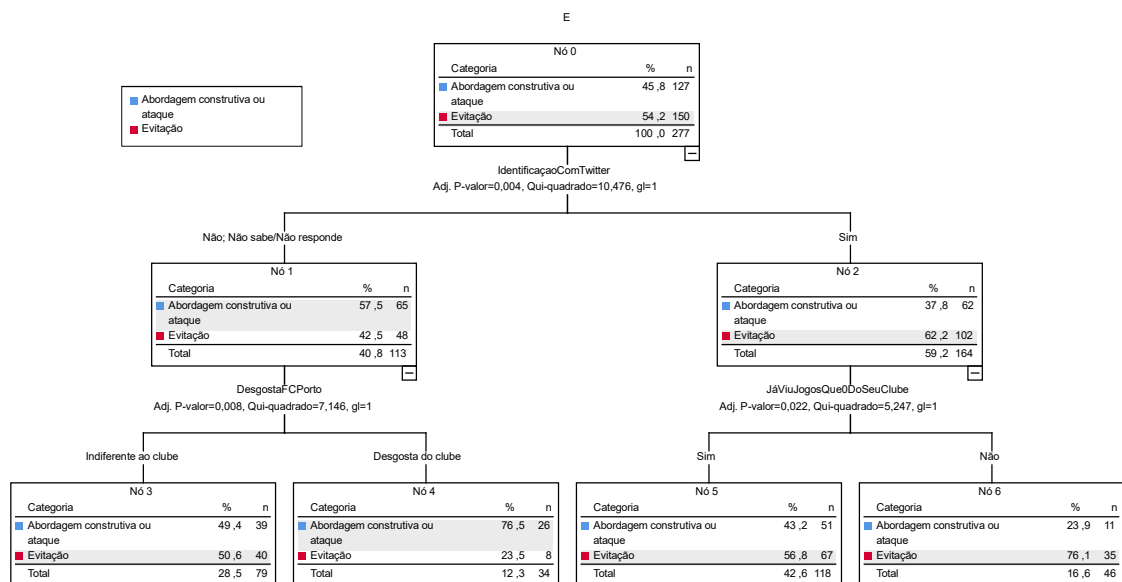 E
Abordagem construtiva ou
ataque
Evitação
Nó 0
Categoria % n
Abordagem construtiva ou 45 ,8 127
ataque
Evitação 54 ,2 150
Total 100 ,0 277
IdentificaçaoComTwitter
Adj. P-valor=0,004, Qui-quadrado=10,476, gl=1
Não; Não sabe/Não responde
Sim
Nó 1
Categoria % n
Abordagem construtiva ou 57 ,5 65
ataque
Evitação 42 ,5 48
Total 40 ,8 113
Nó 2
Categoria % n
Abordagem construtiva ou 37 ,8 62
ataque
Evitação 62 ,2 102
Total 59 ,2 164
DesgostaFCPorto
Adj. P-valor=0,008, Qui-quadrado=7,146, gl=1
JáViuJogosQue0DoSeuClube
Adj. P-valor=0,022, Qui-quadrado=5,247, gl=1
Indiferente ao clube
Desgosta do clube
Sim
Não
Nó 3
Categoria % n
Abordagem construtiva ou 49 ,4 39
ataque
Evitação 50 ,6 40
Total 28 ,5 79
Nó 4
Categoria % n
Abordagem construtiva ou 76 ,5 26
ataque
Evitação 23 ,5 8
Total 12 ,3 34
Nó 5
Categoria % n
Abordagem construtiva ou 43 ,2 51
ataque
Evitação 56 ,8 67
Total 42 ,6 118
Nó 6
Categoria % n
Abordagem construtiva ou 23 ,9 11
ataque
Evitação 76 ,1 35
Total 16 ,6 46